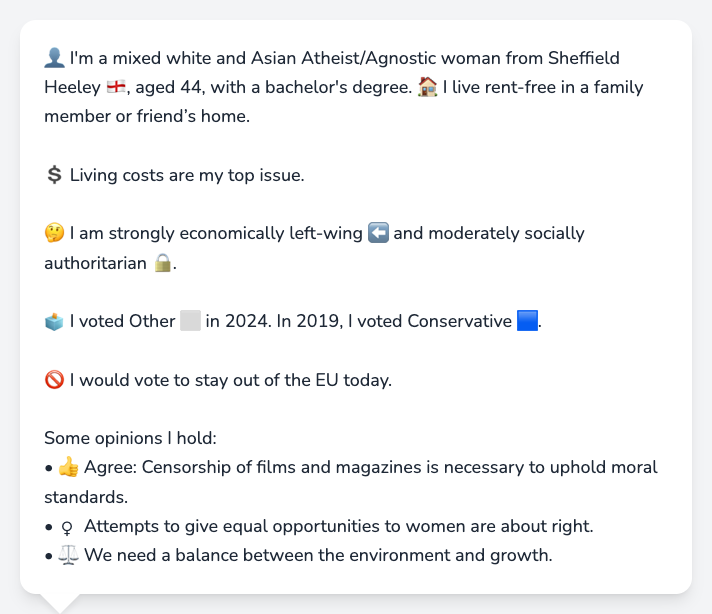 👤 I'm a mixed white and Asian Atheist/Agnostic woman from Sheffield
Heeley 🏴󠁧󠁢󠁥󠁮󠁧󠁿, aged 44, with a bachelor's degree. 🏠 I live rent-free in a family
member or friend’s home.
💲 Living costs are my top issue.
🤔 I am strongly economically left-wing ⬅️ and moderately socially
authoritarian 🔒.
🗳️ I voted Other ⬜ in 2024. In 2019, I voted Conservative 🟦.
🚫 I would vote to stay out of the EU today.
Some opinions I hold:
• 👍 Agree: Censorship of films and magazines is necessary to uphold moral
standards.
• ♀ Attempts to give equal opportunities to women are about right.
• ⚖️ We need a balance between the environment and growth.